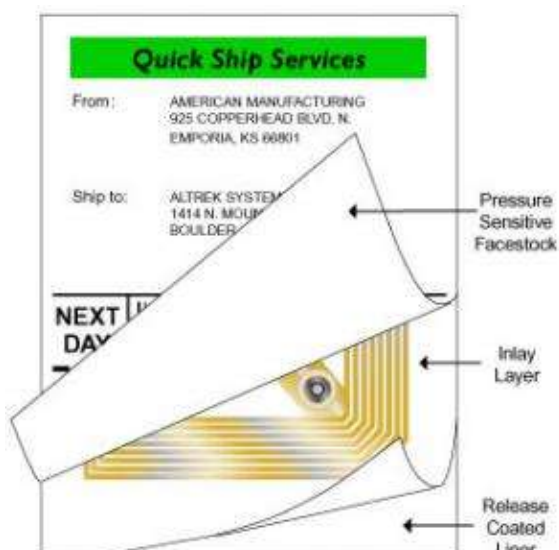 Quick Ship Services
From: AMERICAN MANUFACTURING
925 COPPERHEAD BLVD. N.
EMPORIA, KS 66801
Ship to: ALTREK SYSTEM
1414 N. MOUN
BOULDER
Pressure
Sensitive
Facestock
NEXT
DAY
Inlay
Layer
Release
Coated
Liner